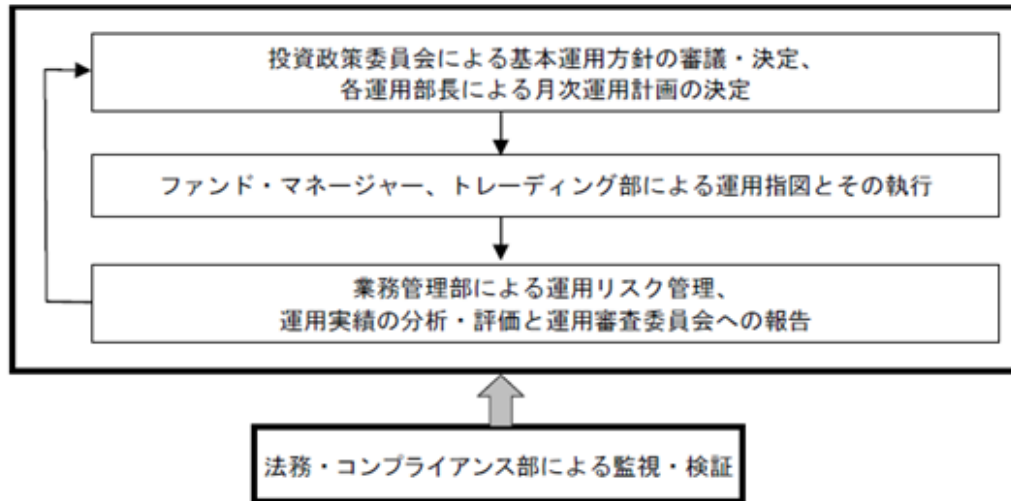 投資政策委員会による基本運用方針の審議・決定、
各運用部長による月次運用計画の決定
ファンド・マネージャー、トレーディング部による運用指図とその執行
業務管理部による運用リスク管理、
運用実績の分析・評価と運用審査委員会への報告
法務・コンプライアンス部による監視・検証